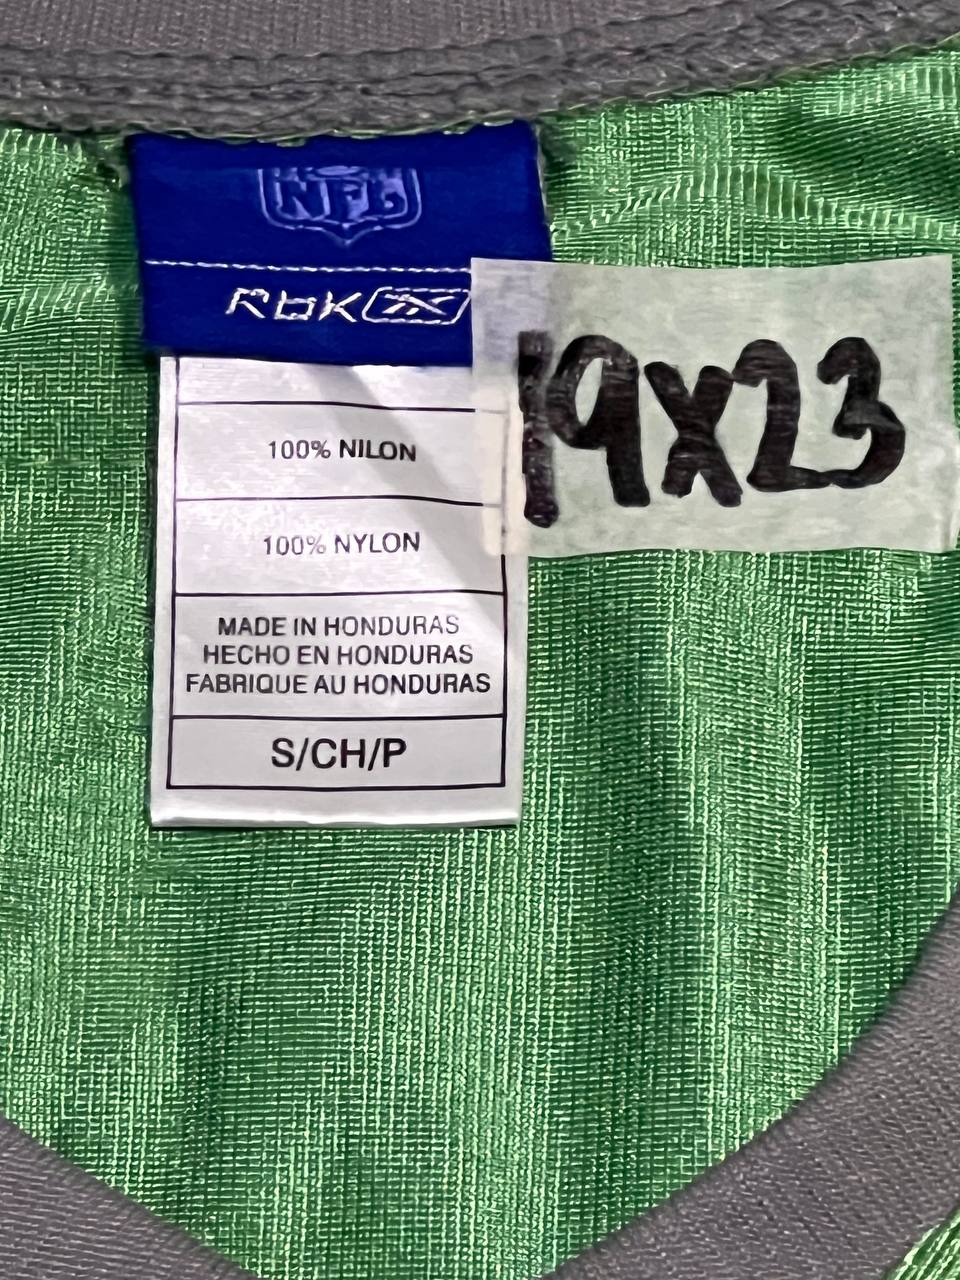 NFL
RbK
19x23
100% NILON
100% NYLON
MADE IN HONDURAS
HECHO EN HONDURAS
FABRIQUE AU HONDURAS
S/CH/P